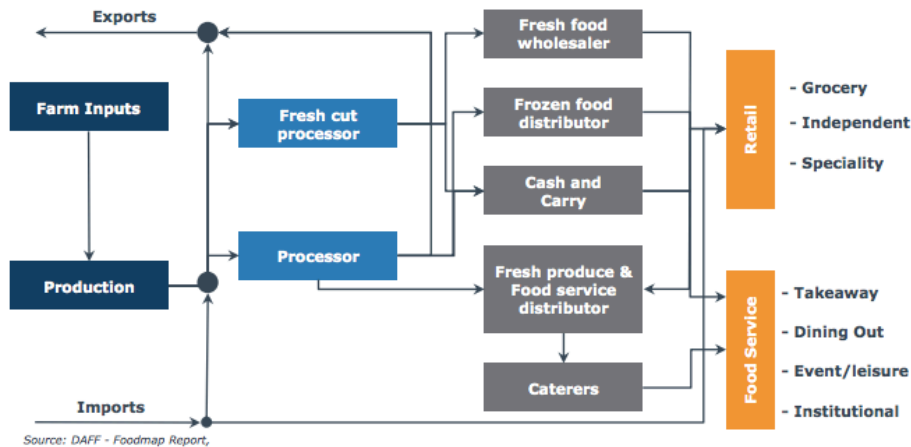 Exports
Farm Inputs
Production
Imports
Fresh cut
processor
Processor
Fresh food
wholesaler
Frozen food
distributor
Cash and
Carry
Fresh produce &
Food service
distributor
Caterers
Retail
- Grocery
- Independent
- Speciality
Food Service
- Takeaway
- Dining Out
- Event/leisure
- Institutional
Source: DAFF - Foodmap Report,